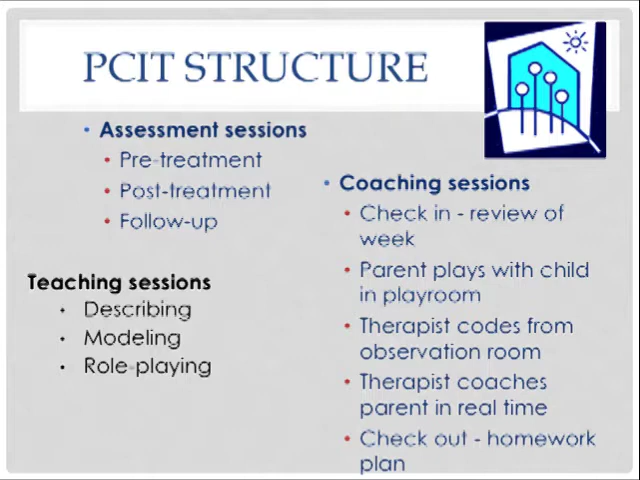 PCIT STRUCTURE
• Assessment sessions
• Pre-treatment
• Post-treatment
• Follow-up
Teaching sessions
• Describing
• Modeling
• Role-playing
• Coaching sessions
• Check in - review of
week
• Parent plays with child
in playroom
• Therapist codes from
observation room
• Therapist coaches
parent in real time
• Check out - homework
plan